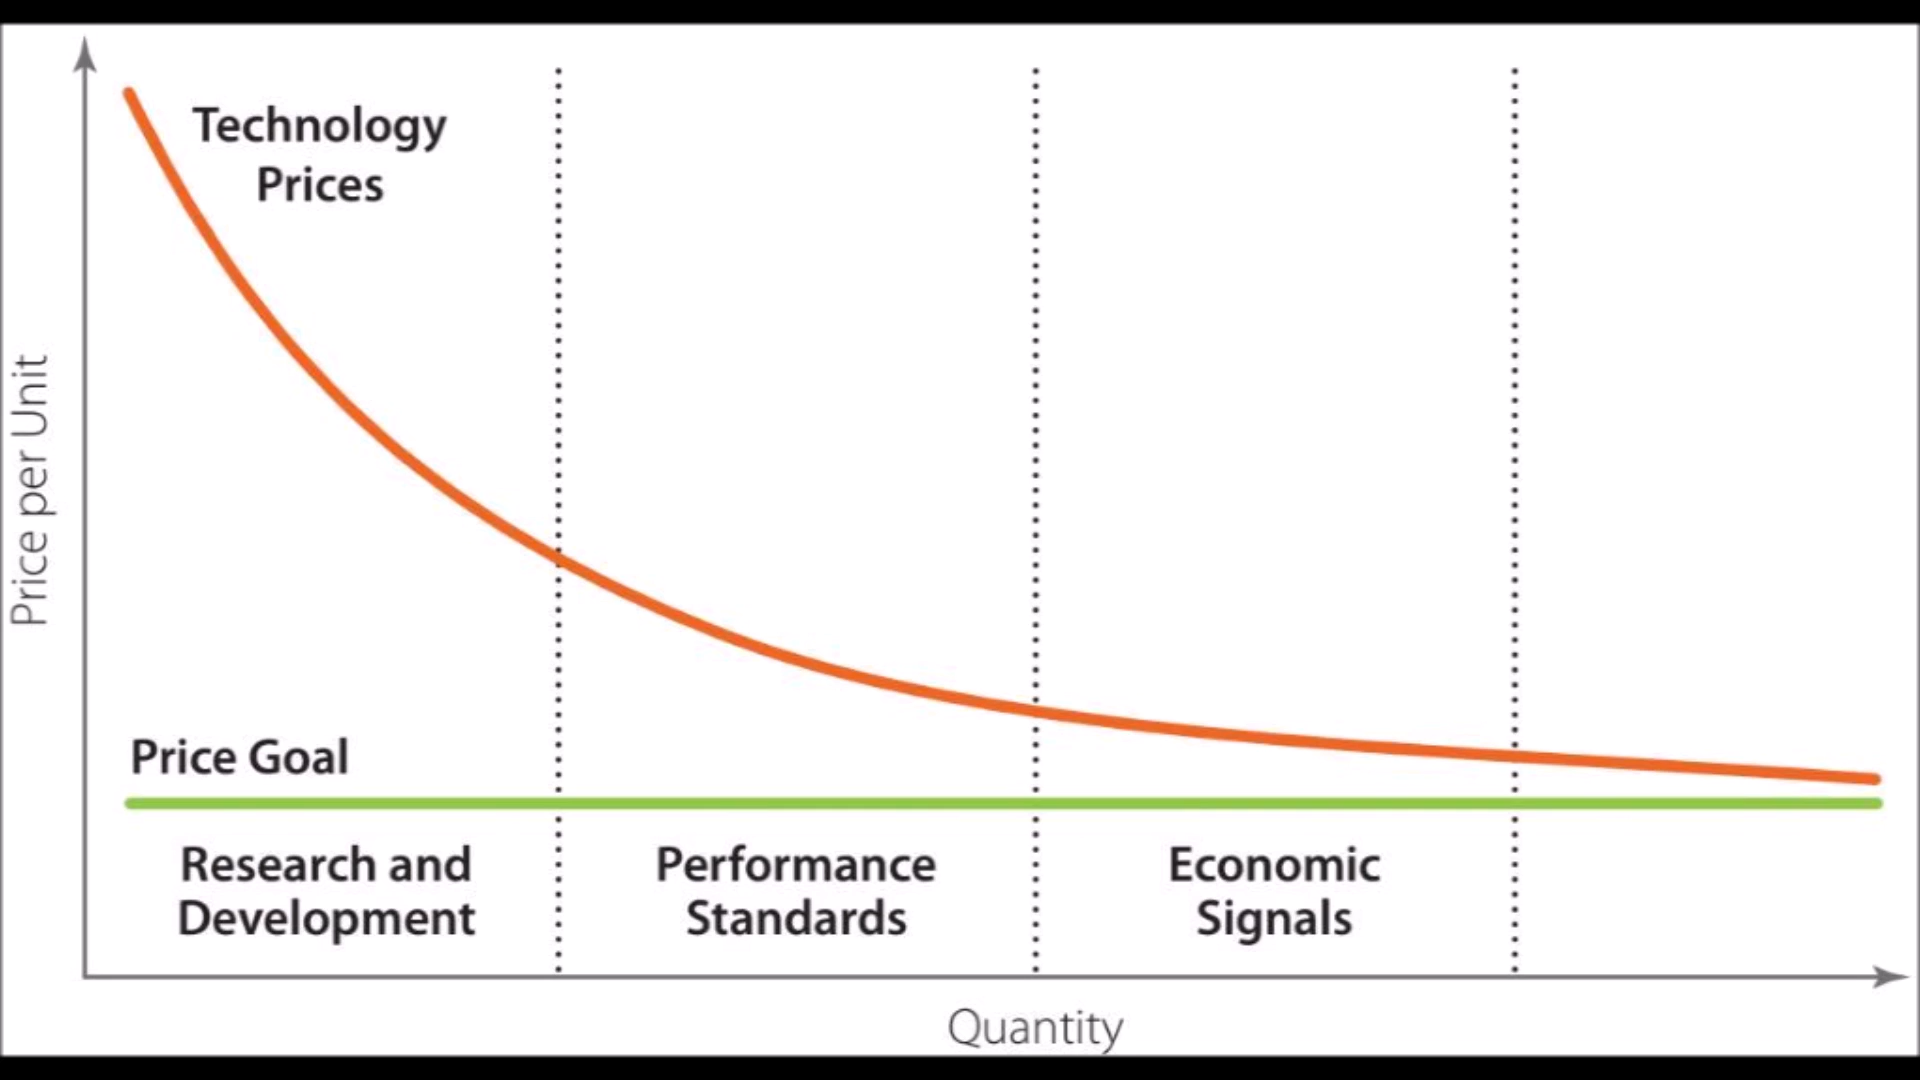 Technology
Prices
Price per Unit
Price Goal
Research and
Development
Performance
Standards
Economic
Signals
Quantity